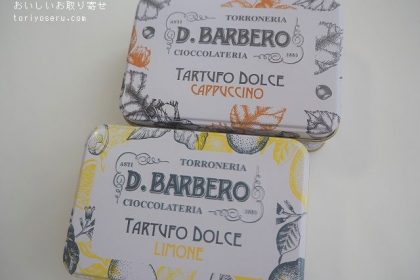 おいしいお取り寄せ
toriyoseru.com
TORRONERIA
ASTI 1883
D. BARBERO
CIOCCOLATERIA
TARTUFO DOLCE
CAPPUCCINO
TORRONERIA
ASTI 1883
D. BARBERO
CIOCCOLATERIA
TARTUFO DOLCE
LIMONE